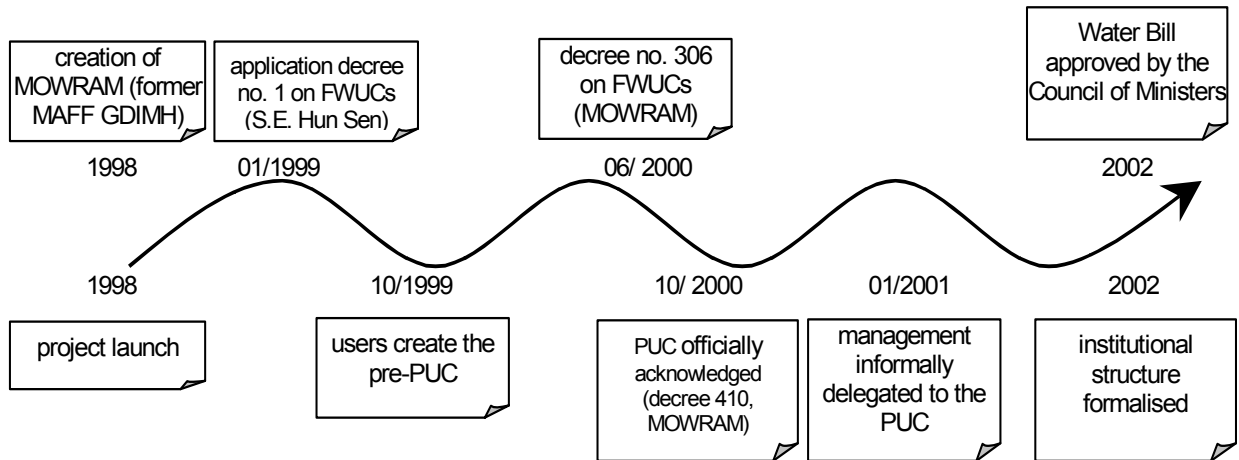 creation of
MOWRAM (former
MAFF GDIMH)
application decree
no. 1 on FWUCs
(S.E. Hun Sen)
decree no. 306
on FWUCs
(MOWRAM)
Water Bill
approved by the
Council of Ministers
1998
01/1999
06/ 2000
2002
1998
10/1999
10/ 2000
01/2001
2002
project launch
users create the
pre-PUC
PUC officially
acknowledged
(decree 410,
MOWRAM)
management
informally
delegated to the
PUC
institutional
structure
formalised